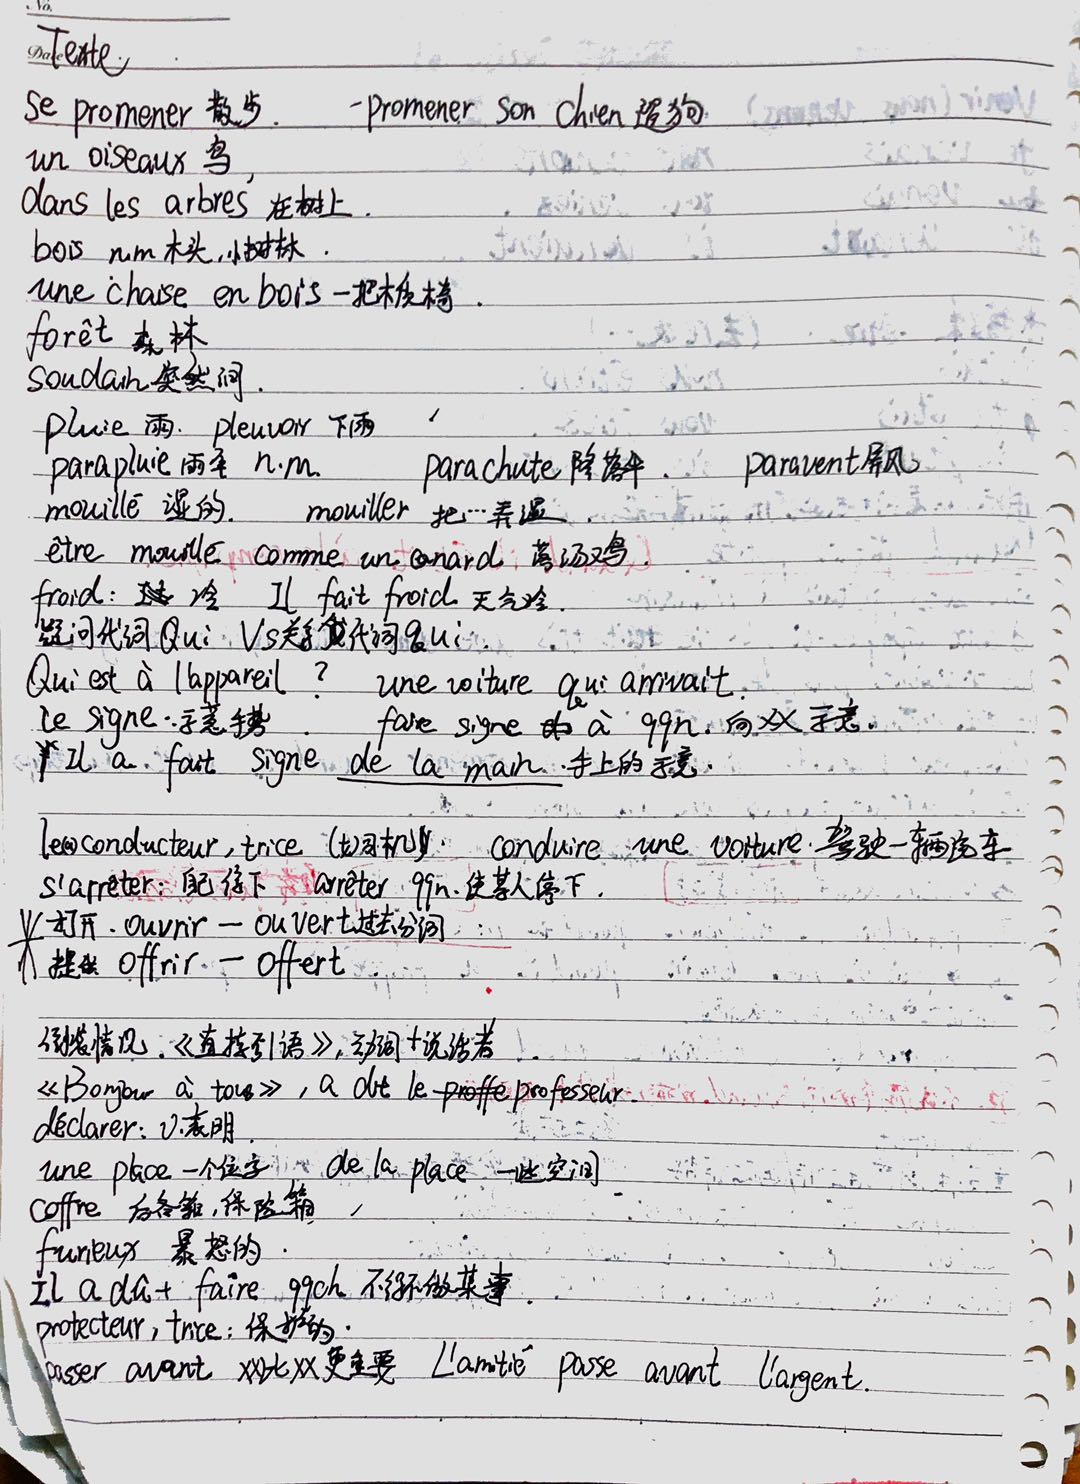 No.
Date
Texte
se promener 散步. -promener son chien 遛狗
un oiseaux 鸟,
dans les arbres 在树上.
bois n.m 木头,小树林.
une chaise en bois 一把木质椅.
forêt 森林
soudain 突然间.
pluie 雨. pleuvoir 下雨
parapluie 雨伞 n.m. parachute 降落伞. paravent 屏风
mouillé 湿的. mouiller 把…弄湿.
être mouillé comme un canard 落汤鸡.
froid: 冷 Il fait froid 天气冷.
疑问代词 Qui Vs 关系代词 qui.
Qui est à l'appareil ? une voiture qui arrivait.
le signe. 示意手势. faire signe à qqn. 向XX示意.
Il a fait signe de la main. 手上的示意.
le conducteur, trice (女)司机. conduire une voiture. 驾驶一辆汽车
s'arrêter: 停下 arrêter qqn. 使某人停下.
打开. ouvrir — ouvert 过去分词
提供 offrir — offert
倒装情况. 《直接引语》, 动词+说话者.
《Bonjour à tous》, a dit le proffe professeur.
déclarer: v.表明.
une place 一个位子 de la place 一些空间
coffre 后备箱,保险箱
furieux 暴怒的.
Il a dû + faire qqch 不得不做某事.
protecteur, trice: 保护的.
passer avant XX比XX更重要 L'amitié passe avant l'argent.